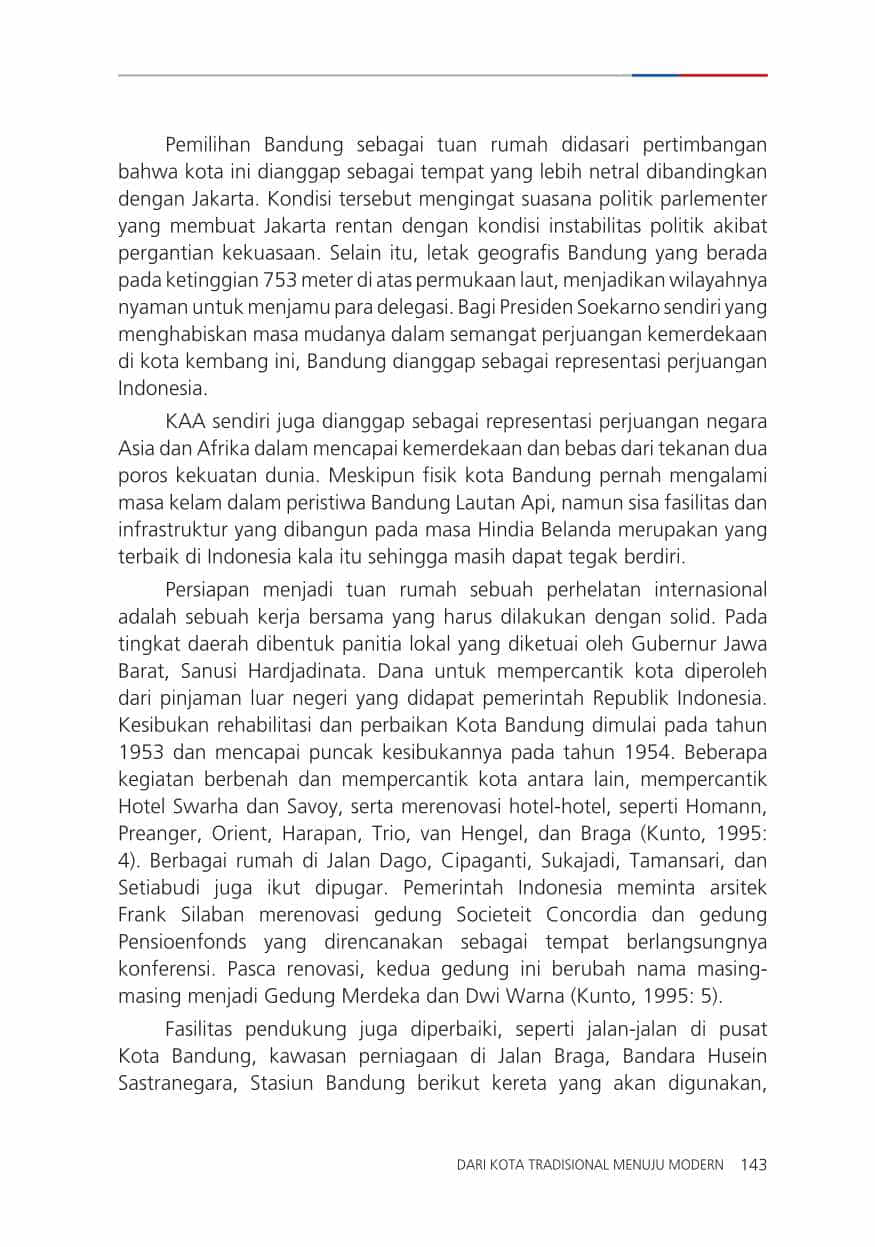 Pemilihan Bandung sebagai tuan rumah didasari pertimbangan
bahwa kota ini dianggap sebagai tempat yang lebih netral dibandingkan
dengan Jakarta. Kondisi tersebut mengingat suasana politik parlementer
yang membuat Jakarta rentan dengan kondisi instabilitas politik akibat
pergantian kekuasaan. Selain itu, letak geografis Bandung yang berada
pada ketinggian 753 meter di atas permukaan laut, menjadikan wilayahnya
nyaman untuk menjamu para delegasi. Bagi Presiden Soekarno sendiri yang
menghabiskan masa mudanya dalam semangat perjuangan kemerdekaan
di kota kembang ini, Bandung dianggap sebagai representasi perjuangan
Indonesia.
KAA sendiri juga dianggap sebagai representasi perjuangan negara
Asia dan Afrika dalam mencapai kemerdekaan dan bebas dari tekanan dua
poros kekuatan dunia. Meskipun fisik kota Bandung pernah mengalami
masa kelam dalam peristiwa Bandung Lautan Api, namun sisa fasilitas dan
infrastruktur yang dibangun pada masa Hindia Belanda merupakan yang
terbaik di Indonesia kala itu sehingga masih dapat tegak berdiri.
Persiapan menjadi tuan rumah sebuah perhelatan internasional
adalah sebuah kerja bersama yang harus dilakukan dengan solid. Pada
tingkat daerah dibentuk panitia lokal yang diketuai oleh Gubernur Jawa
Barat, Sanusi Hardjadinata. Dana untuk mempercantik kota diperoleh
dari pinjaman luar negeri yang didapat pemerintah Republik Indonesia.
Kesibukan rehabilitasi dan perbaikan Kota Bandung dimulai pada tahun
1953 dan mencapai puncak kesibukannya pada tahun 1954. Beberapa
kegiatan berbenah dan mempercantik kota antara lain, mempercantik
Hotel Swarha dan Savoy, serta merenovasi hotel-hotel, seperti Homann,
Preanger, Orient, Harapan, Trio, van Hengel, dan Braga (Kunto, 1995:
4). Berbagai rumah di Jalan Dago, Cipaganti, Sukajadi, Tamansari, dan
Setiabudi juga ikut dipugar. Pemerintah Indonesia meminta arsitek
Frank Silaban merenovasi gedung Societeit Concordia dan gedung
Pensioenfonds yang direncanakan sebagai tempat berlangsungnya
konferensi. Pasca renovasi, kedua gedung ini berubah nama masing-
masing menjadi Gedung Merdeka dan Dwi Warna (Kunto, 1995: 5).
Fasilitas pendukung juga diperbaiki, seperti jalan-jalan di pusat
Kota Bandung, kawasan perniagaan di Jalan Braga, Bandara Husein
Sastranegara, Stasiun Bandung berikut kereta yang akan digunakan,
DARI KOTA TRADISIONAL MENUJU MODERN 143